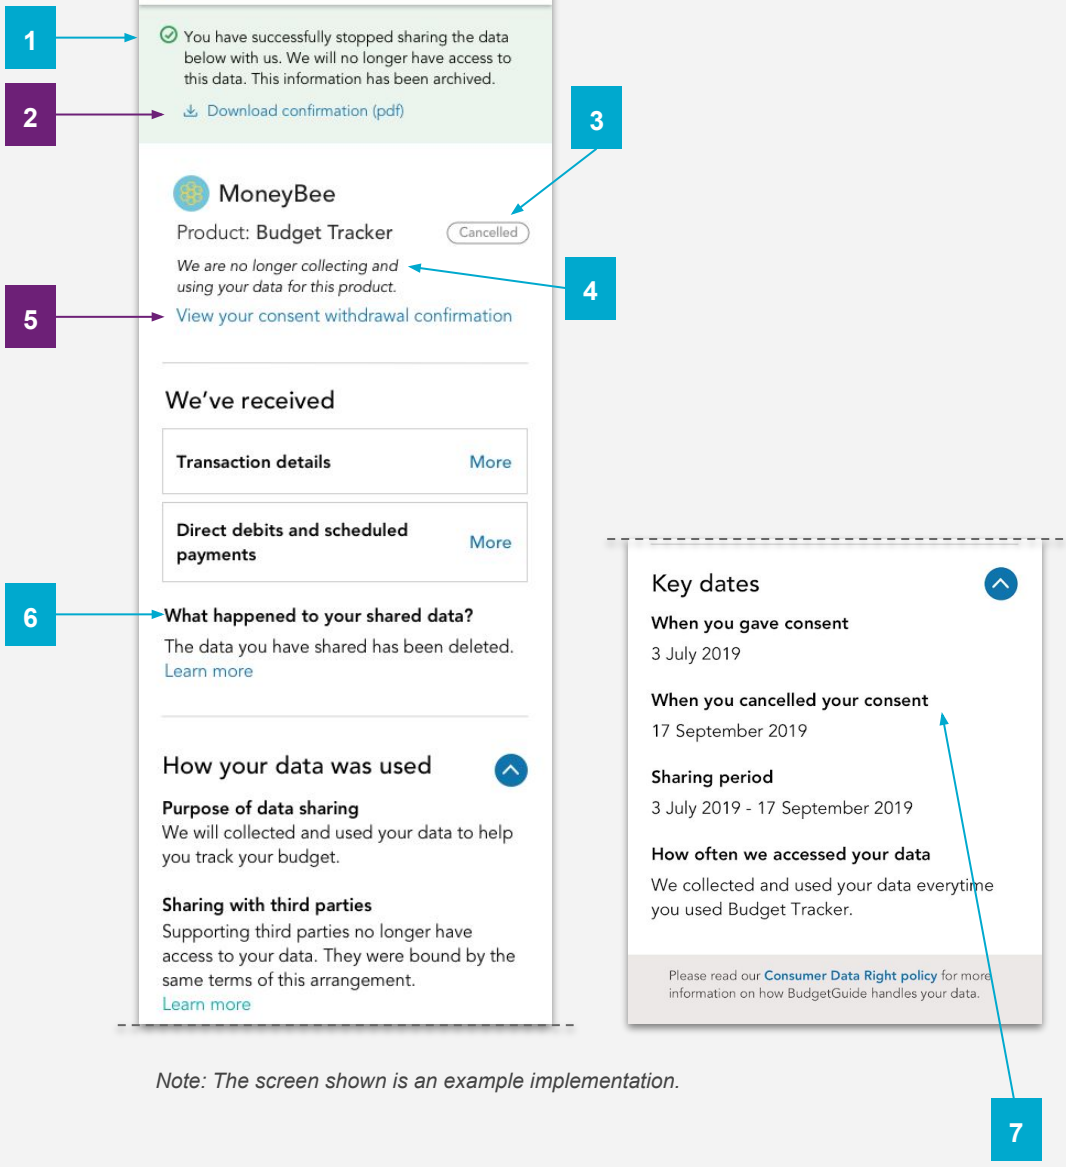 1
You have successfully stopped sharing the data
below with us. We will no longer have access to
this data. This information has been archived.
2
Download confirmation (pdf)
3
MoneyBee
Product: Budget Tracker
Cancelled
We are no longer collecting and
using your data for this product.
4
5
View your consent withdrawal confirmation
We've received
Transaction details
More
Direct debits and scheduled
payments
More
6
What happened to your shared data?
The data you have shared has been deleted.
Learn more
How your data was used
Purpose of data sharing
We will collected and used your data to help
you track your budget.
Sharing with third parties
Supporting third parties no longer have
access to your data. They were bound by the
same terms of this arrangement.
Learn more
Key dates
When you gave consent
3 July 2019
When you cancelled your consent
17 September 2019
Sharing period
3 July 2019 - 17 September 2019
How often we accessed your data
We collected and used your data everytime
you used Budget Tracker.
Please read our Consumer Data Right policy for more
information on how BudgetGuide handles your data.
Note: The screen shown is an example implementation.
7